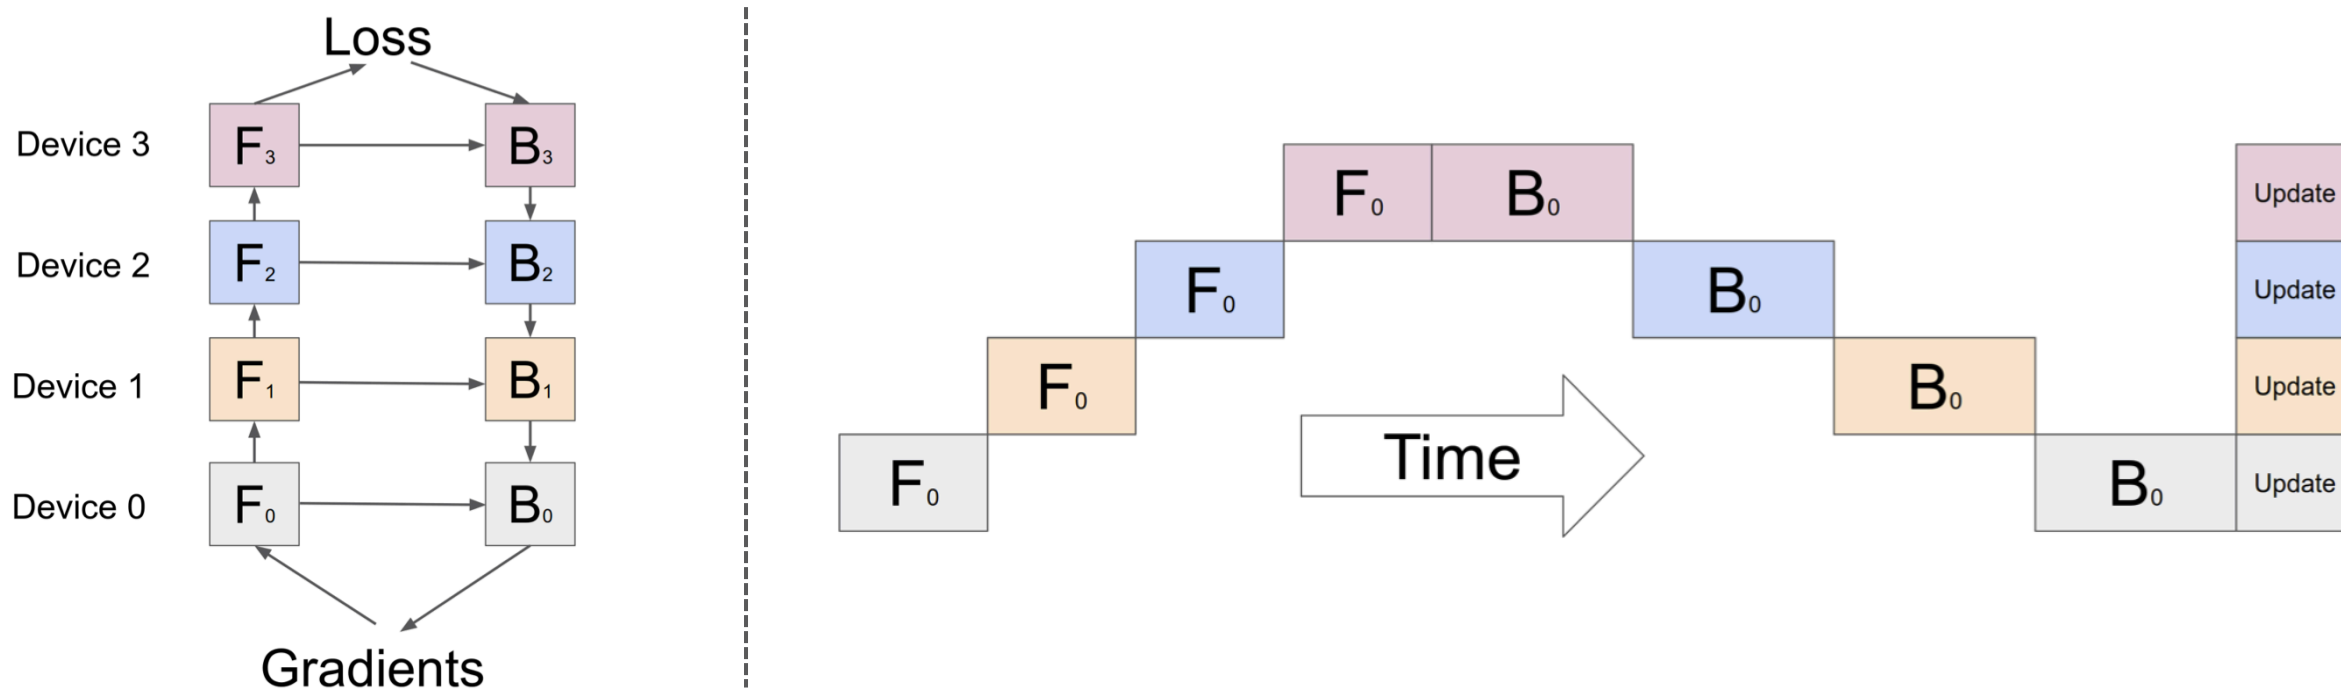 Loss
Device 3
F3
B3
Device 2
F2
B2
Device 1
F1
B1
Device 0
F0
B0
Gradients
F0
B0
Update
F0
B0
Update
F0
B0
Update
F0
Time
B0
Update